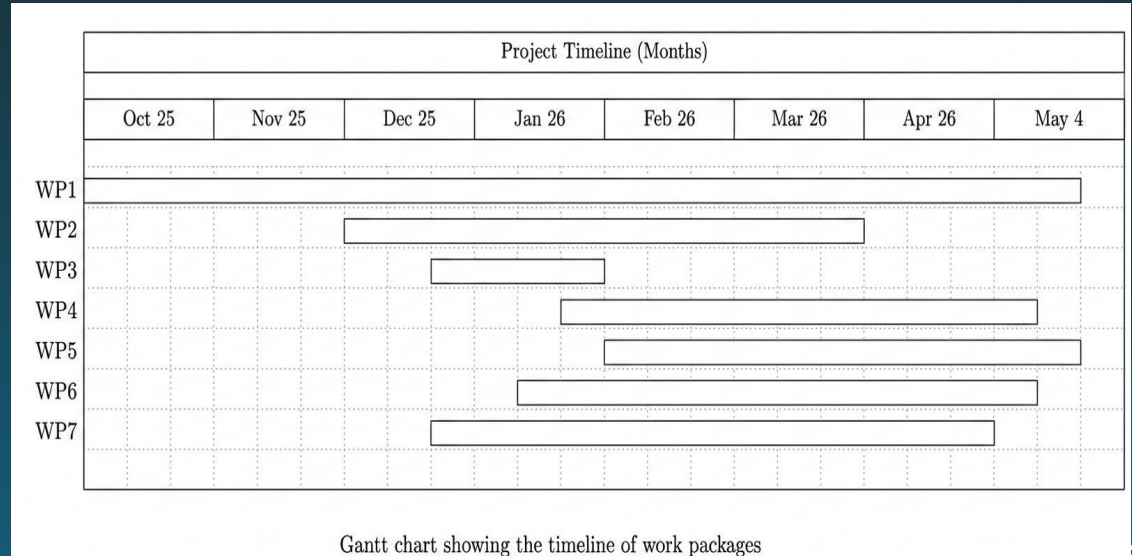 Project Timeline (Months)
Oct 25 Nov 25 Dec 25 Jan 26 Feb 26 Mar 26 Apr 26 May 4
WP1
WP2
WP3
WP4
WP5
WP6
WP7
Gantt chart showing the timeline of work packages